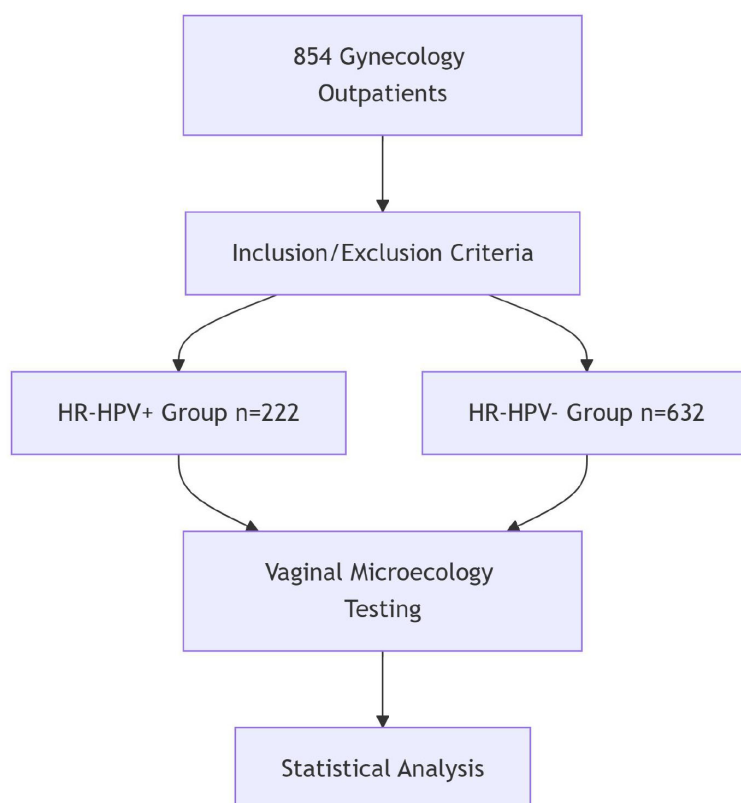 854 Gynecology
Outpatients
Inclusion/Exclusion Criteria
HR-HPV+ Group n=222
HR-HPV- Group n=632
Vaginal Microecology
Testing
Statistical Analysis